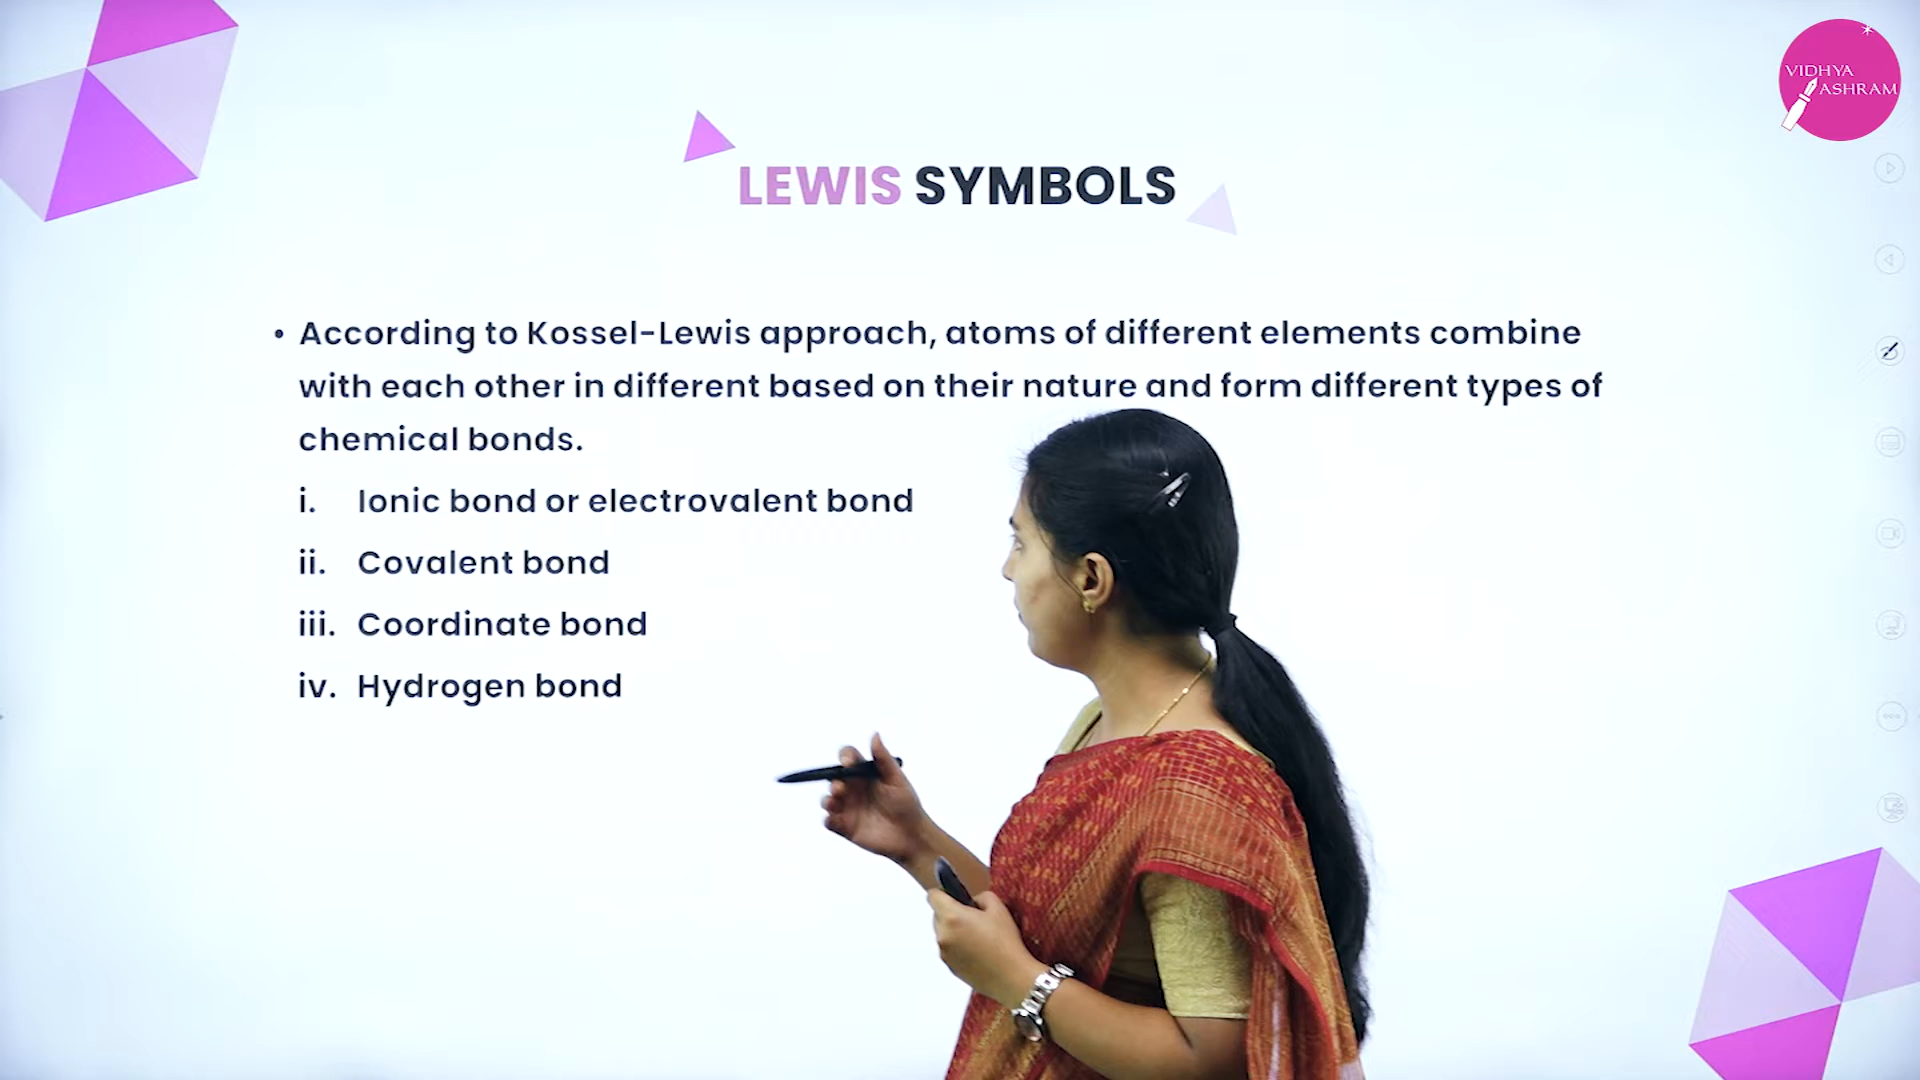 VIDHYA
ASHRAM
LEWIS SYMBOLS
• According to Kossel-Lewis approach, atoms of different elements combine
with each other in different based on their nature and form different types of
chemical bonds.
i. Ionic bond or electrovalent bond
ii. Covalent bond
iii. Coordinate bond
iv. Hydrogen bond